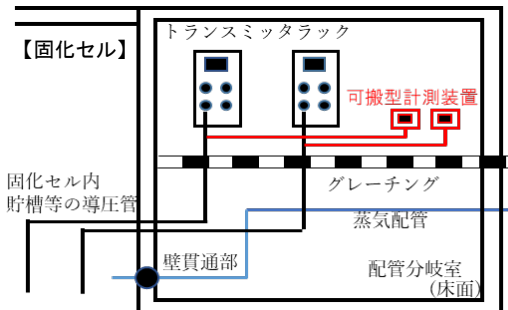 トランスミッタラック
【固化セル】
可搬型計測装置
グレーチング
固化セル内
貯槽等の導圧管
蒸気配管
壁貫通部
配管分岐室
(床面)